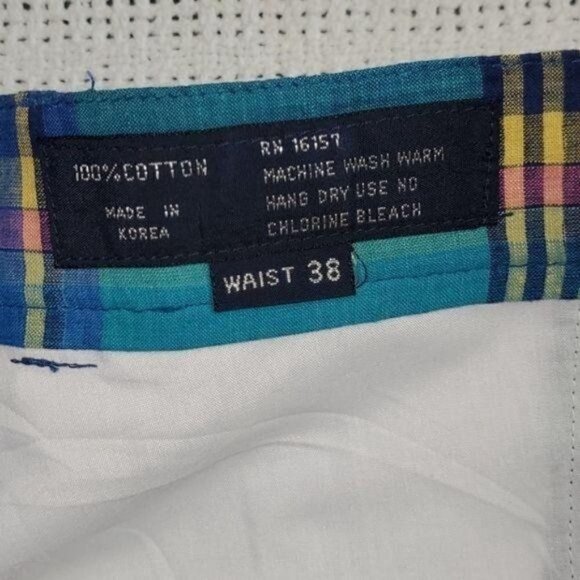 100% COTTON
MADE IN
KOREA
RN 16157
MACHINE WASH WARM
HANG DRY USE NO
CHLORINE BLEACH
WAIST 38